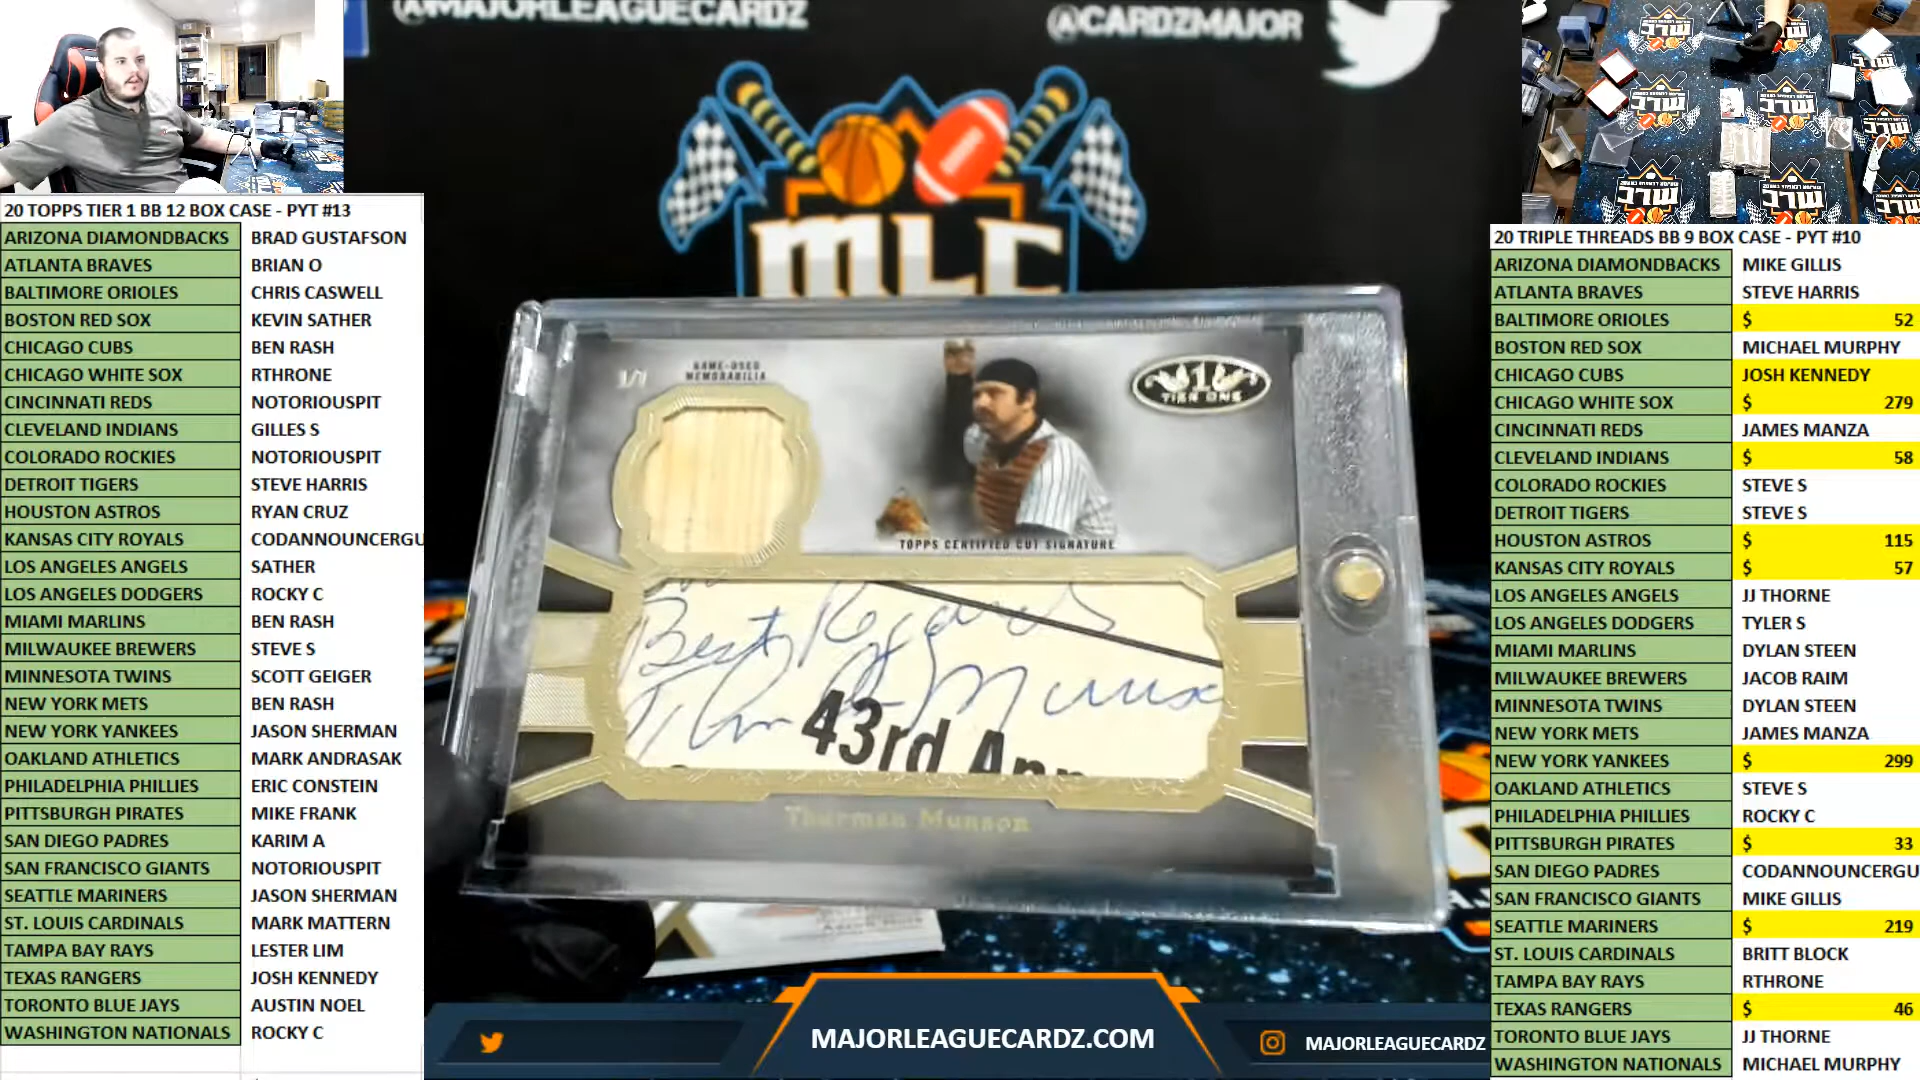 @MAJORLEAGUECARDZ
@CARDZMAJOR
MLC
20 TOPPS TIER 1 BB 12 BOX CASE - PYT #13
ARIZONA DIAMONDBACKS BRAD GUSTAFSON
ATLANTA BRAVES BRIAN O
BALTIMORE ORIOLES CHRIS CASWELL
BOSTON RED SOX KEVIN SATHER
CHICAGO CUBS BEN RASH
CHICAGO WHITE SOX RTHRONE
CINCINNATI REDS NOTORIOUSPIT
CLEVELAND INDIANS GILLES S
COLORADO ROCKIES NOTORIOUSPIT
DETROIT TIGERS STEVE HARRIS
HOUSTON ASTROS RYAN CRUZ
KANSAS CITY ROYALS CODANNOUNCERGU
LOS ANGELES ANGELS SATHER
LOS ANGELES DODGERS ROCKY C
MIAMI MARLINS BEN RASH
MILWAUKEE BREWERS STEVE S
MINNESOTA TWINS SCOTT GEIGER
NEW YORK METS BEN RASH
NEW YORK YANKEES JASON SHERMAN
OAKLAND ATHLETICS MARK ANDRASAK
PHILADELPHIA PHILLIES ERIC CONSTEIN
PITTSBURGH PIRATES MIKE FRANK
SAN DIEGO PADRES KARIM A
SAN FRANCISCO GIANTS NOTORIOUSPIT
SEATTLE MARINERS JASON SHERMAN
ST. LOUIS CARDINALS MARK MATTERN
TAMPA BAY RAYS LESTER LIM
TEXAS RANGERS JOSH KENNEDY
TORONTO BLUE JAYS AUSTIN NOEL
WASHINGTON NATIONALS ROCKY C
1/1
GAME-USED
MEMORABILIA
1
TIER ONE
TOPPS CERTIFIED CUT SIGNATURE
Best Regards
Thurman Munso
43rd Ann
Thurman Munson
MAJORLEAGUECARDZ.COM
MAJORLEAGUECARDZ
20 TRIPLE THREADS BB 9 BOX CASE - PYT #10
ARIZONA DIAMONDBACKS MIKE GILLIS
ATLANTA BRAVES STEVE HARRIS
BALTIMORE ORIOLES $ 52
BOSTON RED SOX MICHAEL MURPHY
CHICAGO CUBS JOSH KENNEDY
CHICAGO WHITE SOX $ 279
CINCINNATI REDS JAMES MANZA
CLEVELAND INDIANS $ 58
COLORADO ROCKIES STEVE S
DETROIT TIGERS STEVE S
HOUSTON ASTROS $ 115
KANSAS CITY ROYALS $ 57
LOS ANGELES ANGELS JJ THORNE
LOS ANGELES DODGERS TYLER S
MIAMI MARLINS DYLAN STEEN
MILWAUKEE BREWERS JACOB RAIM
MINNESOTA TWINS DYLAN STEEN
NEW YORK METS JAMES MANZA
NEW YORK YANKEES $ 299
OAKLAND ATHLETICS STEVE S
PHILADELPHIA PHILLIES ROCKY C
PITTSBURGH PIRATES $ 33
SAN DIEGO PADRES CODANNOUNCERGU
SAN FRANCISCO GIANTS MIKE GILLIS
SEATTLE MARINERS $ 219
ST. LOUIS CARDINALS BRITT BLOCK
TAMPA BAY RAYS RTHRONE
TEXAS RANGERS $ 46
TORONTO BLUE JAYS JJ THORNE
WASHINGTON NATIONALS MICHAEL MURPHY